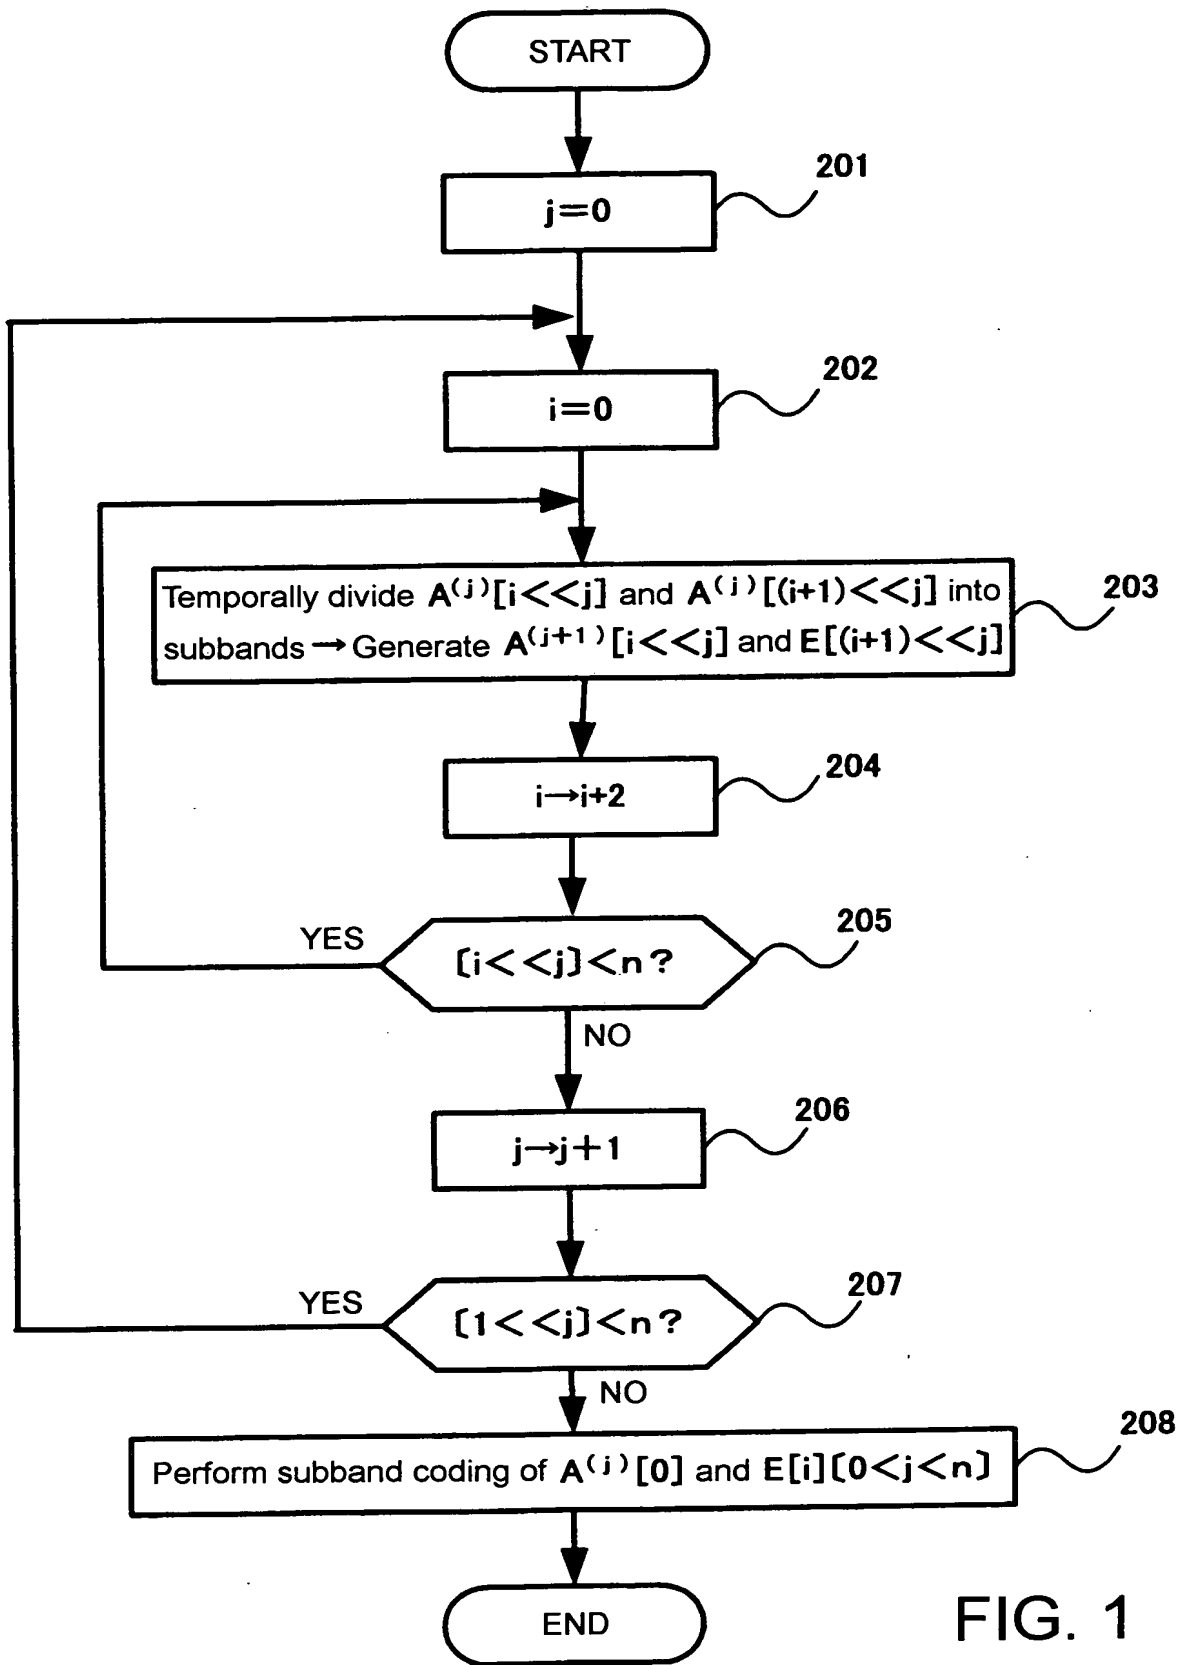 START
201
j=0
202
i=0
203
Temporally divide A(j)[i<<j] and A(j)[(i+1)<<j] into
subbands → Generate A(j+1)[i<<j] and E[(i+1)<<j]
204
i→i+2
205
YES
[i<<j]<n?
NO
206
j→j+1
207
YES
[1<<j]<n?
NO
208
Perform subband coding of A(j)[0] and E[i][0<j<n]
END
FIG. 1